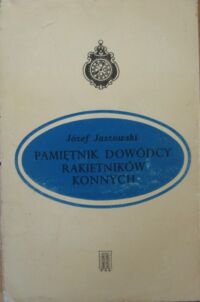 Józef Jaszowski
PAMIĘTNIK DOWÓDCY
RAKIETNIKÓW
KONNYCH